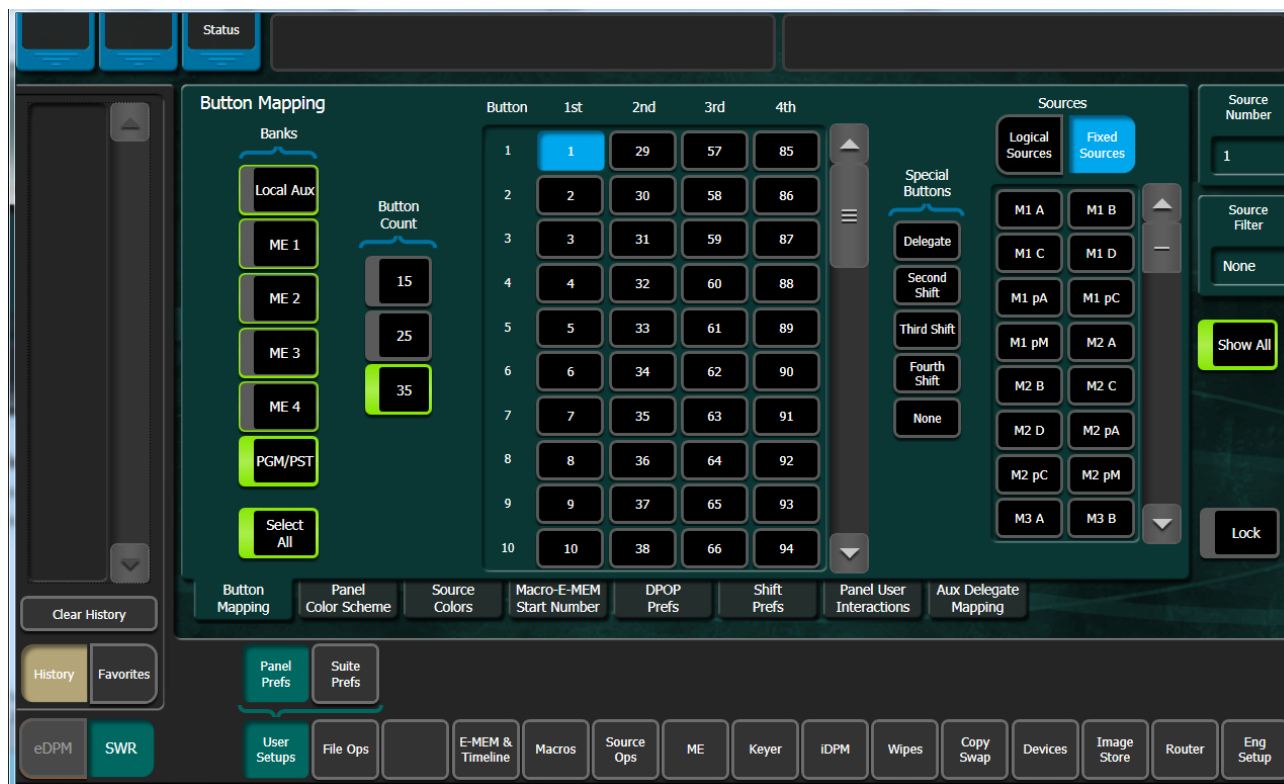 Status
Button Mapping
Banks
Local Aux
ME 1
ME 2
ME 3
ME 4
PGM/PST
Select
All
Button
Count
15
25
35
Button 1st 2nd 3rd 4th
1 1 29 57 85
2 2 30 58 86
3 3 31 59 87
4 4 32 60 88
5 5 33 61 89
6 6 34 62 90
7 7 35 63 91
8 8 36 64 92
9 9 37 65 93
10 10 38 66 94
Special
Buttons
Delegate
Second
Shift
Third Shift
Fourth
Shift
None
Sources
Logical
Sources
Fixed
Sources
M1 A M1 B
M1 C M1 D
M1 pA M1 pC
M1 pM M2 A
M2 B M2 C
M2 D M2 pA
M2 pC M2 pM
M3 A M3 B
Source
Number
1
Source
Filter
None
Show All
Lock
Button
Mapping
Panel
Color Scheme
Source
Colors
Macro-E-MEM
Start Number
DPOP
Prefs
Shift
Prefs
Panel User
Interactions
Aux Delegate
Mapping
Clear History
History
Favorites
Panel
Prefs
Suite
Prefs
eDPM
SWR
User
Setups
File Ops
E-MEM &
Timeline
Macros
Source
Ops
ME
Keyer
iDPM
Wipes
Copy
Swap
Devices
Image
Store
Router
Eng
Setup